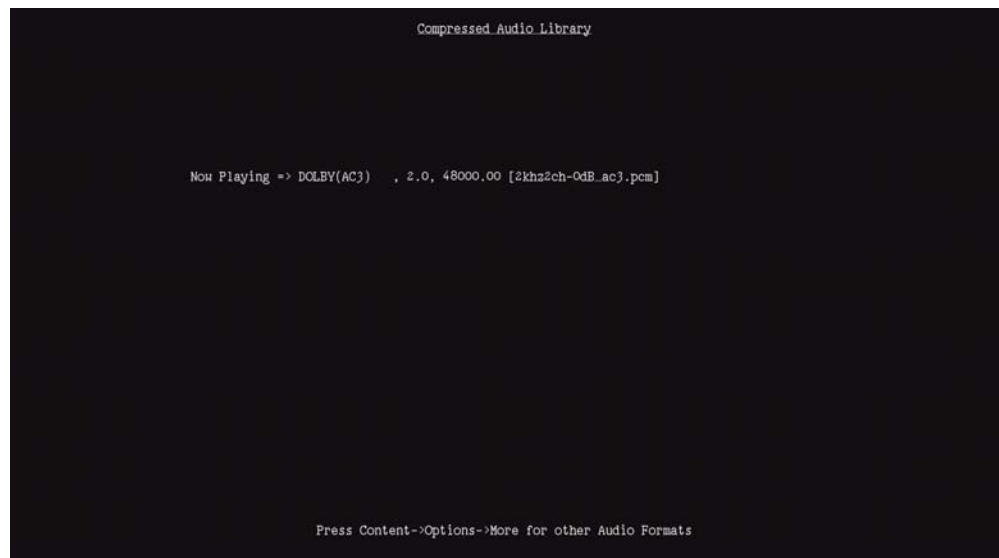 Compressed Audio Library
Now Playing => DOLBY(AC3) , 2.0, 48000.00 [2khz2ch-0dB_ac3.pcm]
Press Content->Options->More for other Audio Formats